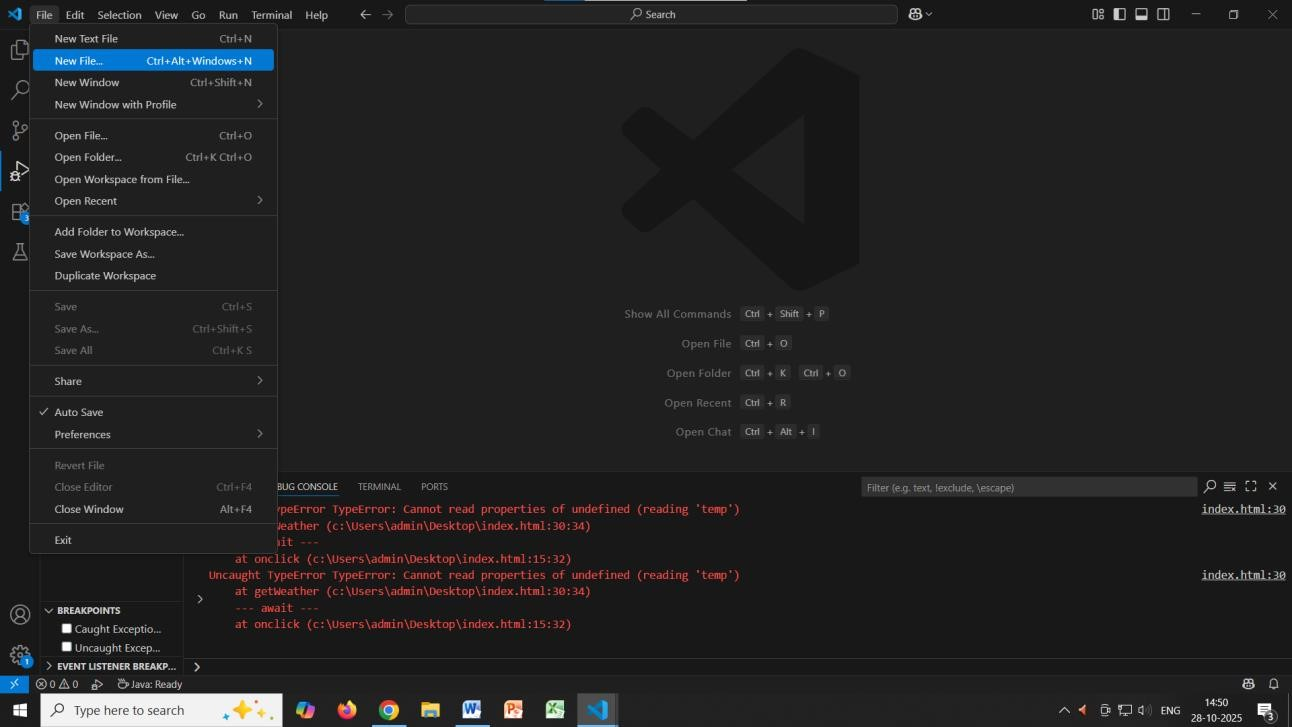 File Edit Selection View Go Run Terminal Help Search
New Text File Ctrl+N
New File... Ctrl+Alt+Windows+N
New Window Ctrl+Shift+N
New Window with Profile
Open File... Ctrl+O
Open Folder... Ctrl+K Ctrl+O
Open Workspace from File...
Open Recent
Add Folder to Workspace...
Save Workspace As...
Duplicate Workspace
Save Ctrl+S
Save As... Ctrl+Shift+S
Save All Ctrl+K S
Share
Auto Save
Preferences
Revert File
Close Editor Ctrl+F4
Close Window Alt+F4
Exit
3
Show All Commands Ctrl + Shift + P
Open File Ctrl + O
Open Folder Ctrl + K Ctrl + O
Open Recent Ctrl + R
Open Chat Ctrl + Alt + I
BUG CONSOLE TERMINAL PORTS Filter (e.g. text, !exclude, \escape)
TypeError TypeError: Cannot read properties of undefined (reading 'temp') index.html:30
Weather (c:\Users\admin\Desktop\index.html:30:34)
it ---
at onclick (c:\Users\admin\Desktop\index.html:15:32)
Uncaught TypeError TypeError: Cannot read properties of undefined (reading 'temp') index.html:30
at getWeather (c:\Users\admin\Desktop\index.html:30:34)
--- await ---
at onclick (c:\Users\admin\Desktop\index.html:15:32)
BREAKPOINTS
Caught Exceptio...
Uncaught Excep...
EVENT LISTENER BREAKP...
1
0 0 Java: Ready
Type here to search
ENG
14:50
28-10-2025
3